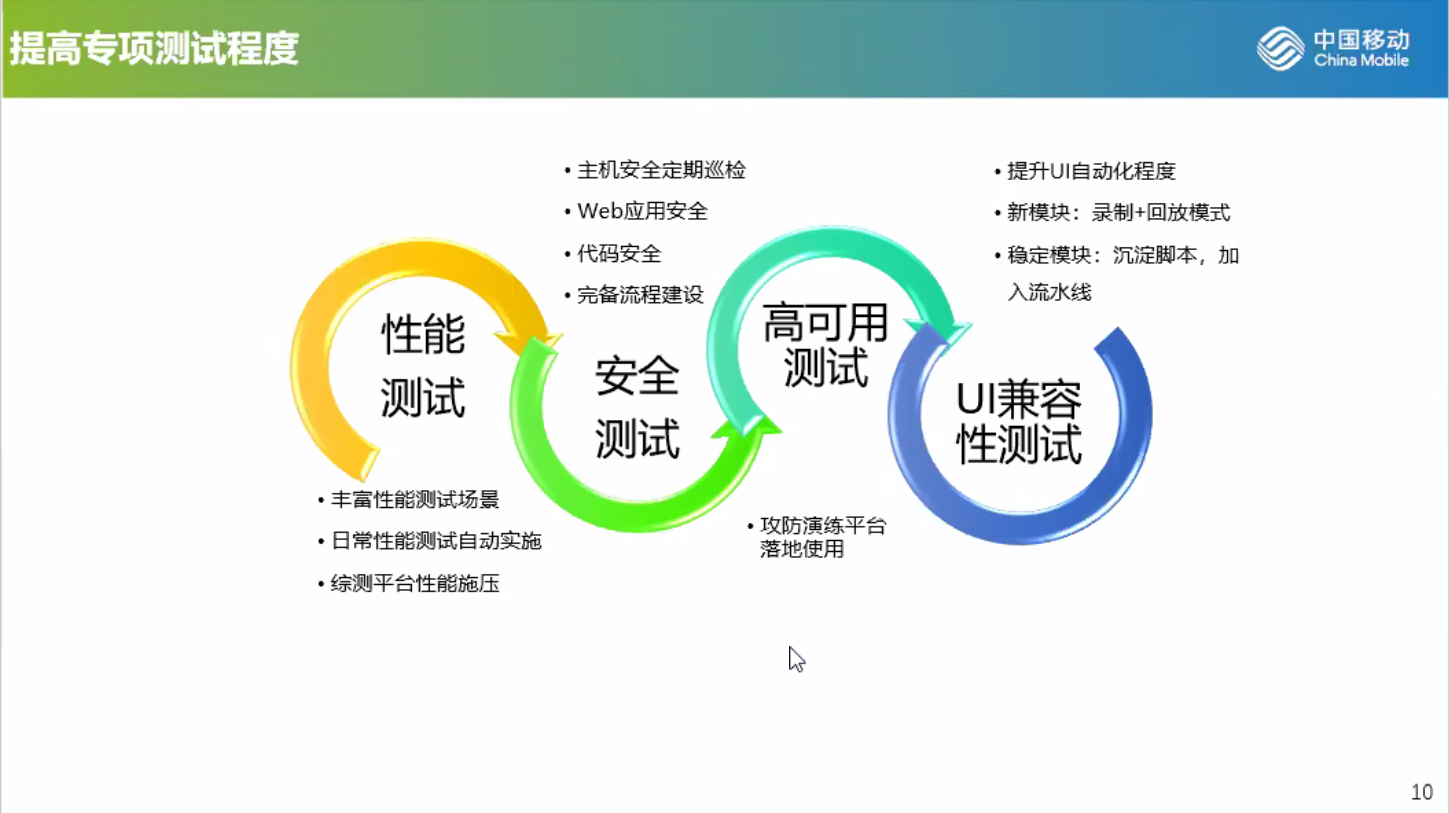 提高专项测试程度
中国移动
China Mobile
性能
测试
• 丰富性能测试场景
• 日常性能测试自动实施
• 综测平台性能施压
• 主机安全定期巡检
• Web应用安全
• 代码安全
• 完备流程建设
安全
测试
高可用
测试
• 攻防演练平台
落地使用
• 提升UI自动化程度
• 新模块：录制+回放模式
• 稳定模块：沉淀脚本，加
入流水线
UI兼容
性测试
10